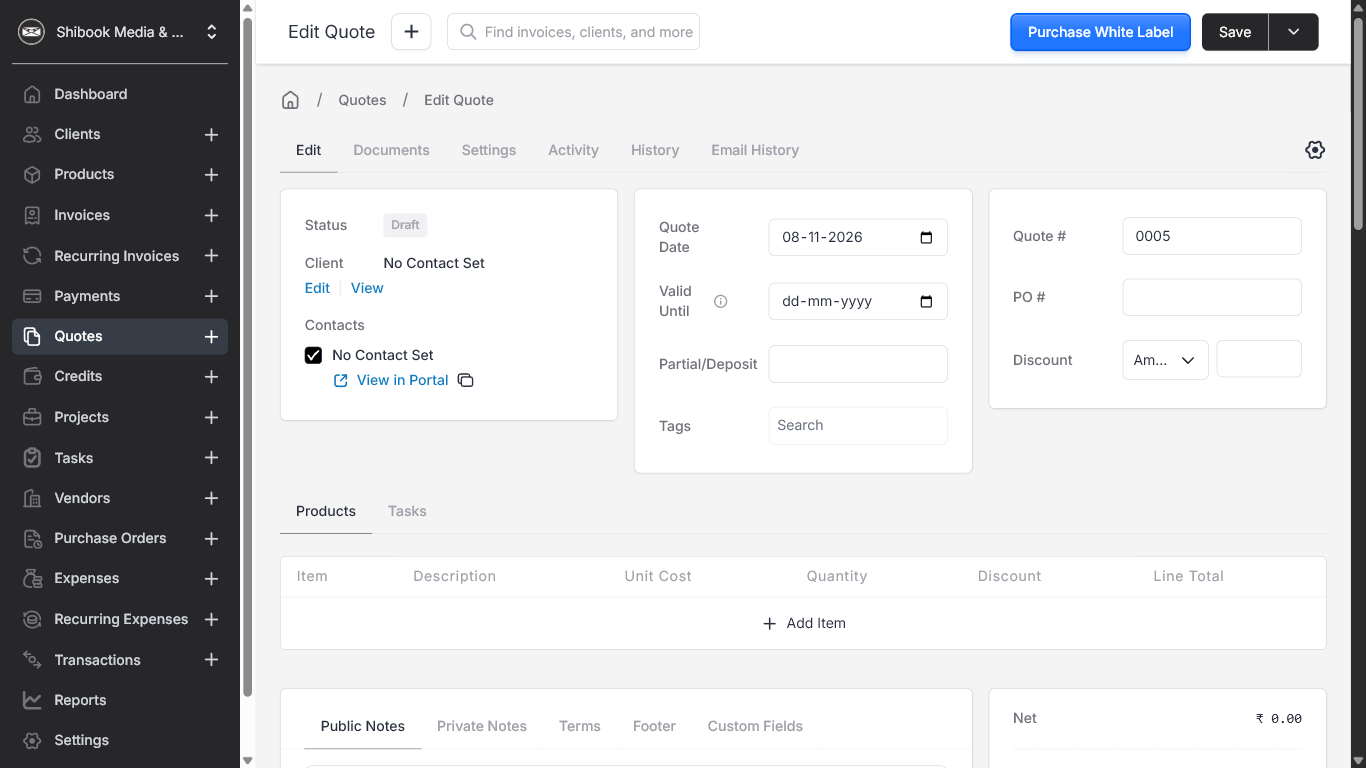 Shibook Media & ...
Dashboard
Clients
Products
Invoices
Recurring Invoices
Payments
Quotes
Credits
Projects
Tasks
Vendors
Purchase Orders
Expenses
Recurring Expenses
Transactions
Reports
Settings
Edit Quote
Find invoices, clients, and more
Purchase White Label
Save
/ Quotes / Edit Quote
Edit Documents Settings Activity History Email History
Status Draft
Client No Contact Set
Edit View
Contacts
No Contact Set
View in Portal
Quote
Date
08-11-2026
Valid
Until
dd-mm-yyyy
Partial/Deposit
Tags Search
Quote # 0005
PO #
Discount Am...
Products Tasks
Item Description Unit Cost Quantity Discount Line Total
Add Item
Public Notes Private Notes Terms Footer Custom Fields
Net ₹ 0.00